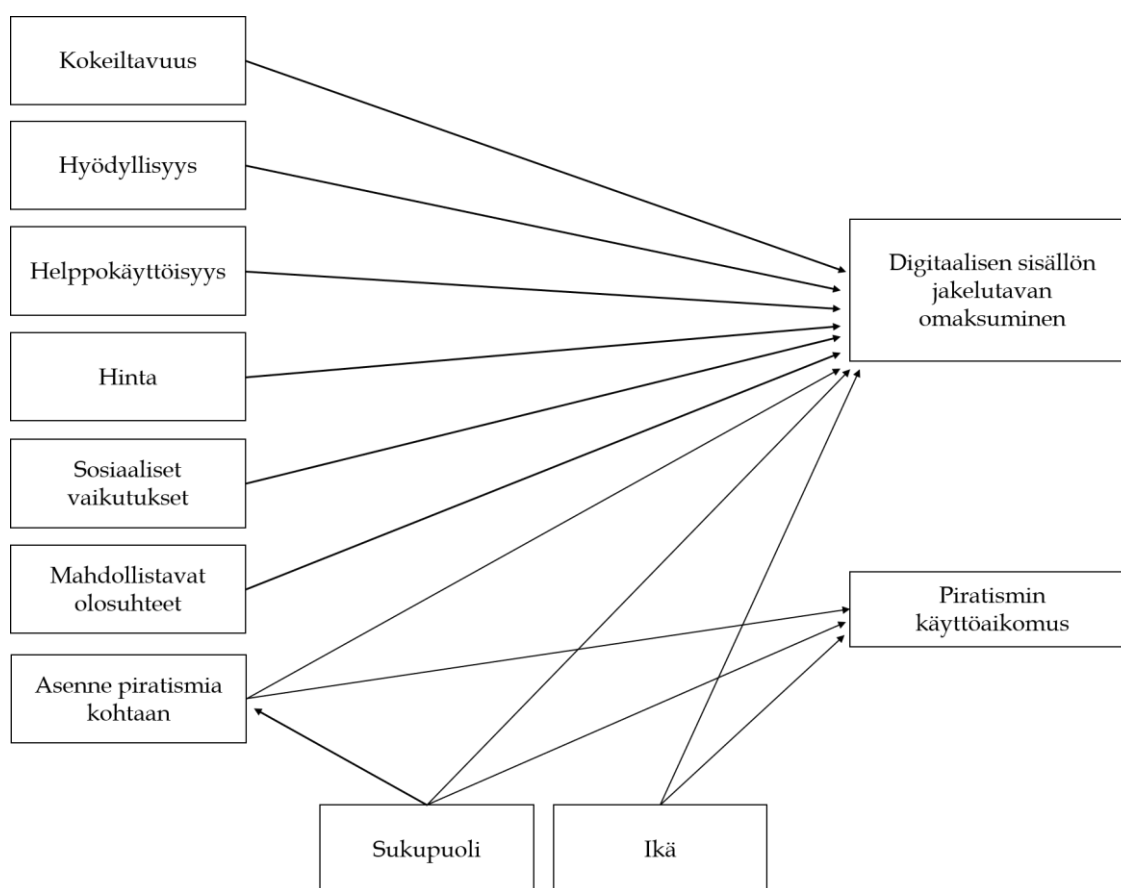 Kokeiltavuus
Hyödyllisyys
Helppokäyttöisyys
Hinta
Sosiaaliset
vaikutukset
Mahdollistavat
olosuhteet
Asenne piratismia
kohtaan
Digitaalisen sisällön
jakelutavan
omaksuminen
Piratismin
käyttöaikomus
Sukupuoli
Ikä